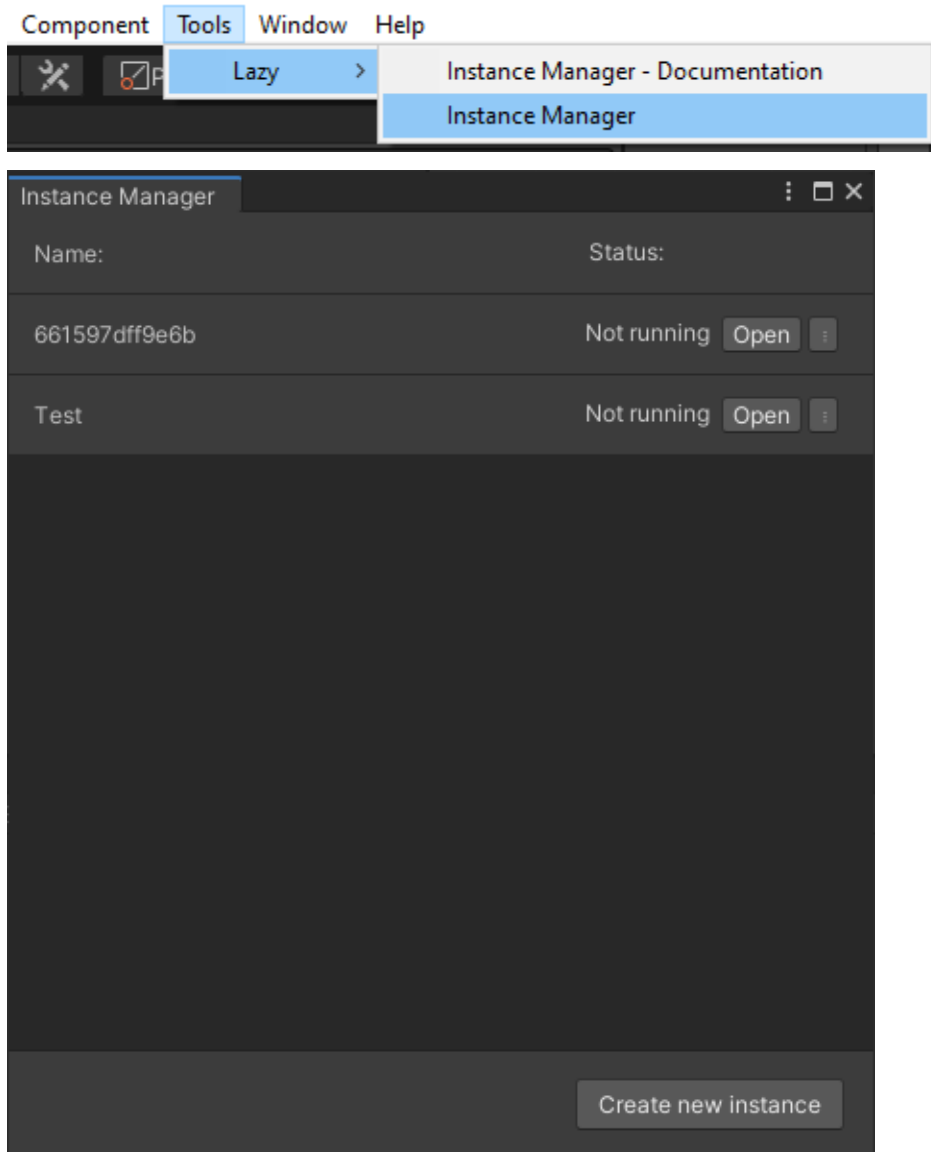 Component Tools Window Help
P Lazy Instance Manager - Documentation
Instance Manager
Instance Manager
Name: Status:
661597dff9e6b Not running Open
Test Not running Open
Create new instance